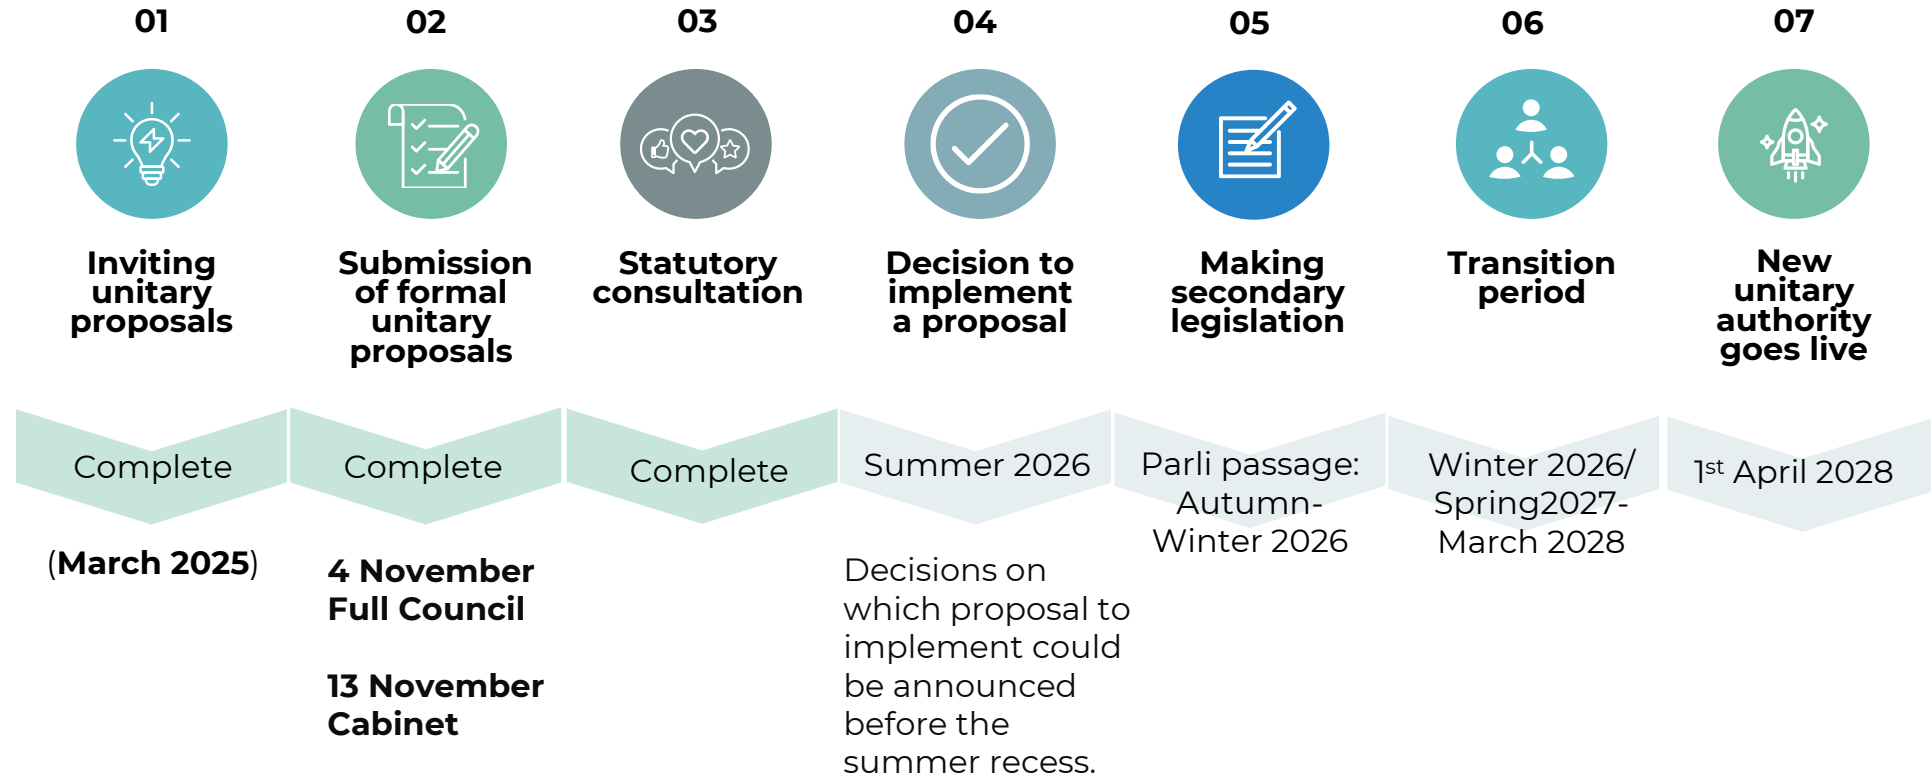 01
Inviting
unitary
proposals
Complete
(March 2025)
02
Submission
of formal
unitary
proposals
Complete
4 November
Full Council
13 November
Cabinet
03
Statutory
consultation
Complete
04
Decision to
implement
a proposal
Summer 2026
Decisions on
which proposal to
implement could
be announced
before the
summer recess.
05
Making
secondary
legislation
Parli passage:
Autumn-
Winter 2026
06
Transition
period
Winter 2026/
Spring2027-
March 2028
07
New
unitary
authority
goes live
1st April 2028